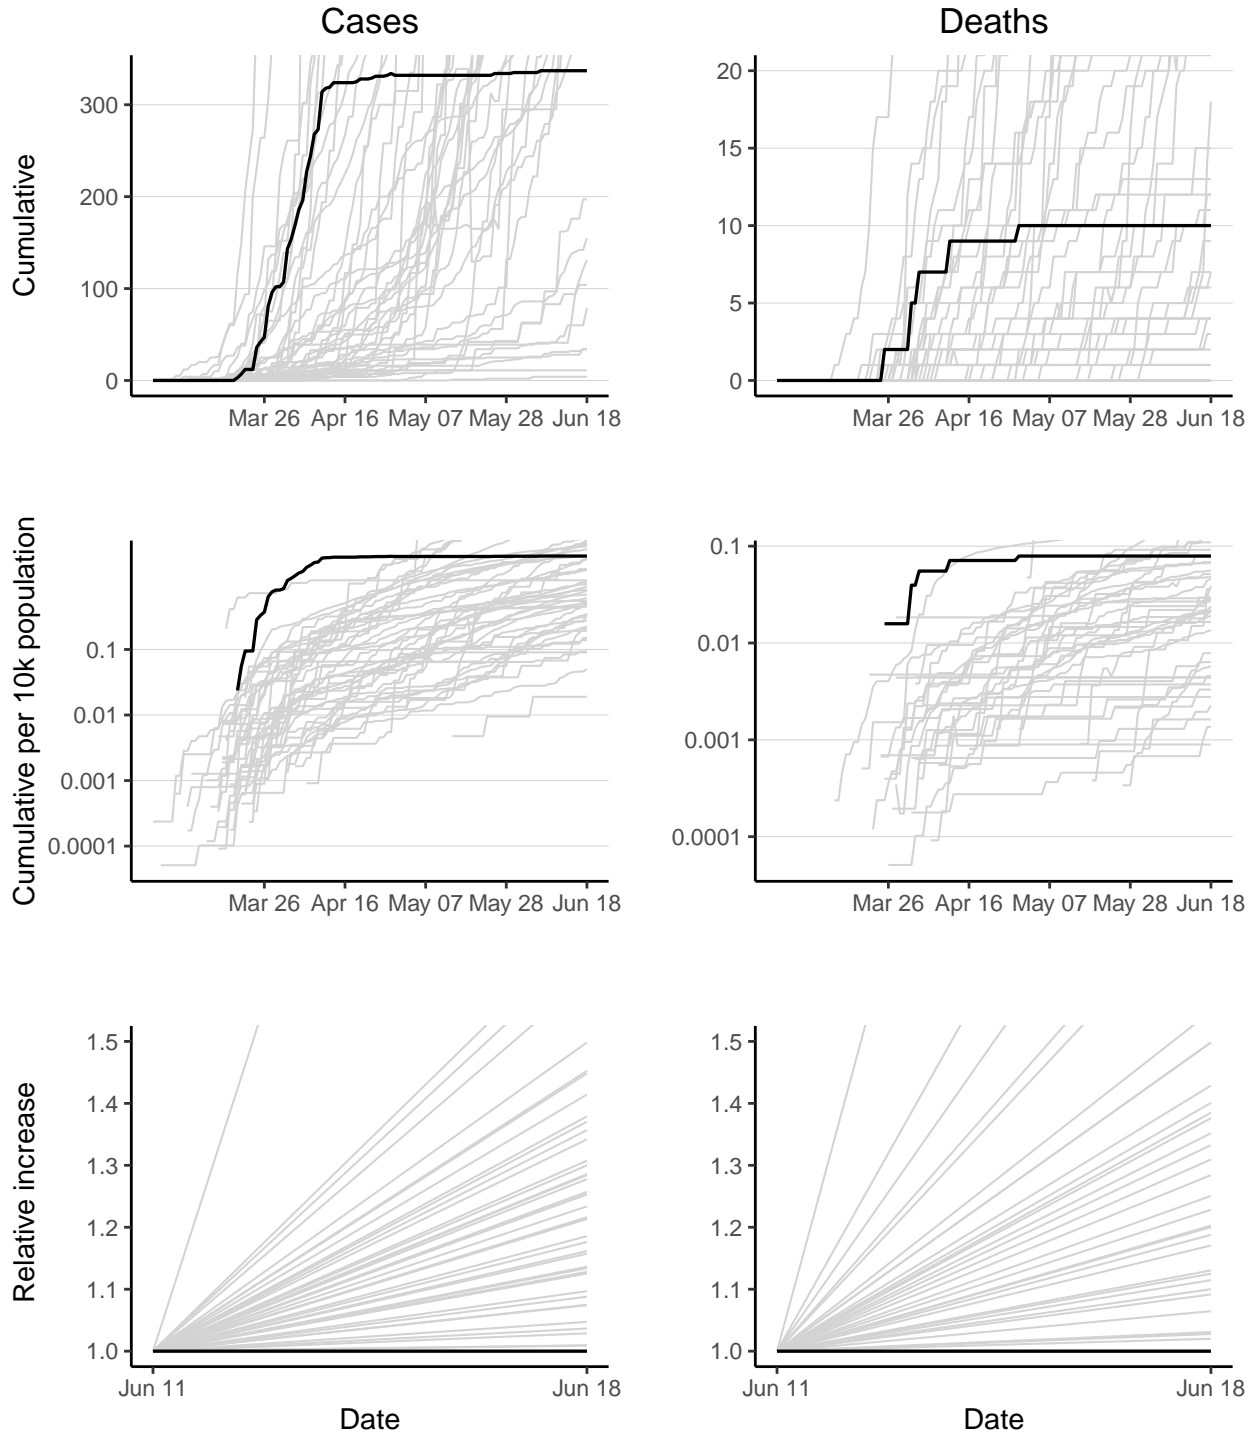 Cases
Deaths
Cumulative
300
200
100
0
Mar 26 Apr 16 May 07 May 28 Jun 18
20
15
10
5
0
Mar 26 Apr 16 May 07 May 28 Jun 18
Cumulative per 10k population
0.1
0.01
0.001
0.0001
Mar 26 Apr 16 May 07 May 28 Jun 18
0.1
0.01
0.001
0.0001
Mar 26 Apr 16 May 07 May 28 Jun 18
Relative increase
1.5
1.4
1.3
1.2
1.1
1.0
Jun 11 Jun 18
Date
1.5
1.4
1.3
1.2
1.1
1.0
Jun 11 Jun 18
Date